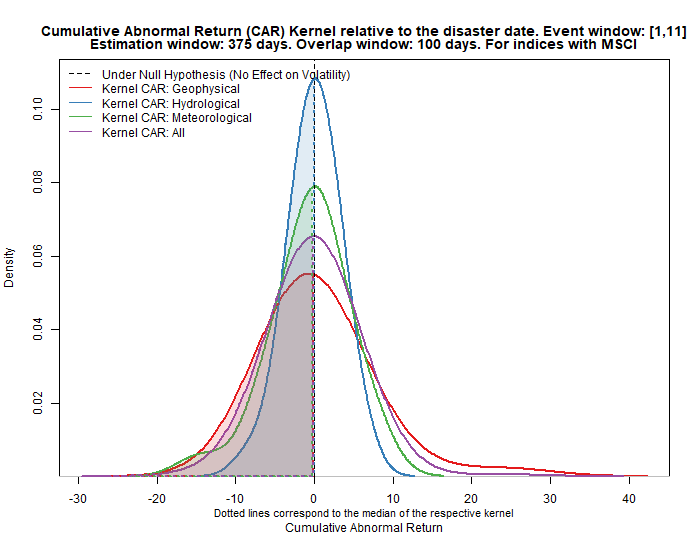 Cumulative Abnormal Return (CAR) Kernel relative to the disaster date. Event window: [1,11]
Estimation window: 375 days. Overlap window: 100 days. For indices with MSCI
Under Null Hypothesis (No Effect on Volatility)
Kernel CAR: Geophysical
Kernel CAR: Hydrological
Kernel CAR: Meteorological
Kernel CAR: All
Density
0.10
0.08
0.06
0.04
0.02
-30 -20 -10 0 10 20 30 40
Dotted lines correspond to the median of the respective kernel
Cumulative Abnormal Return